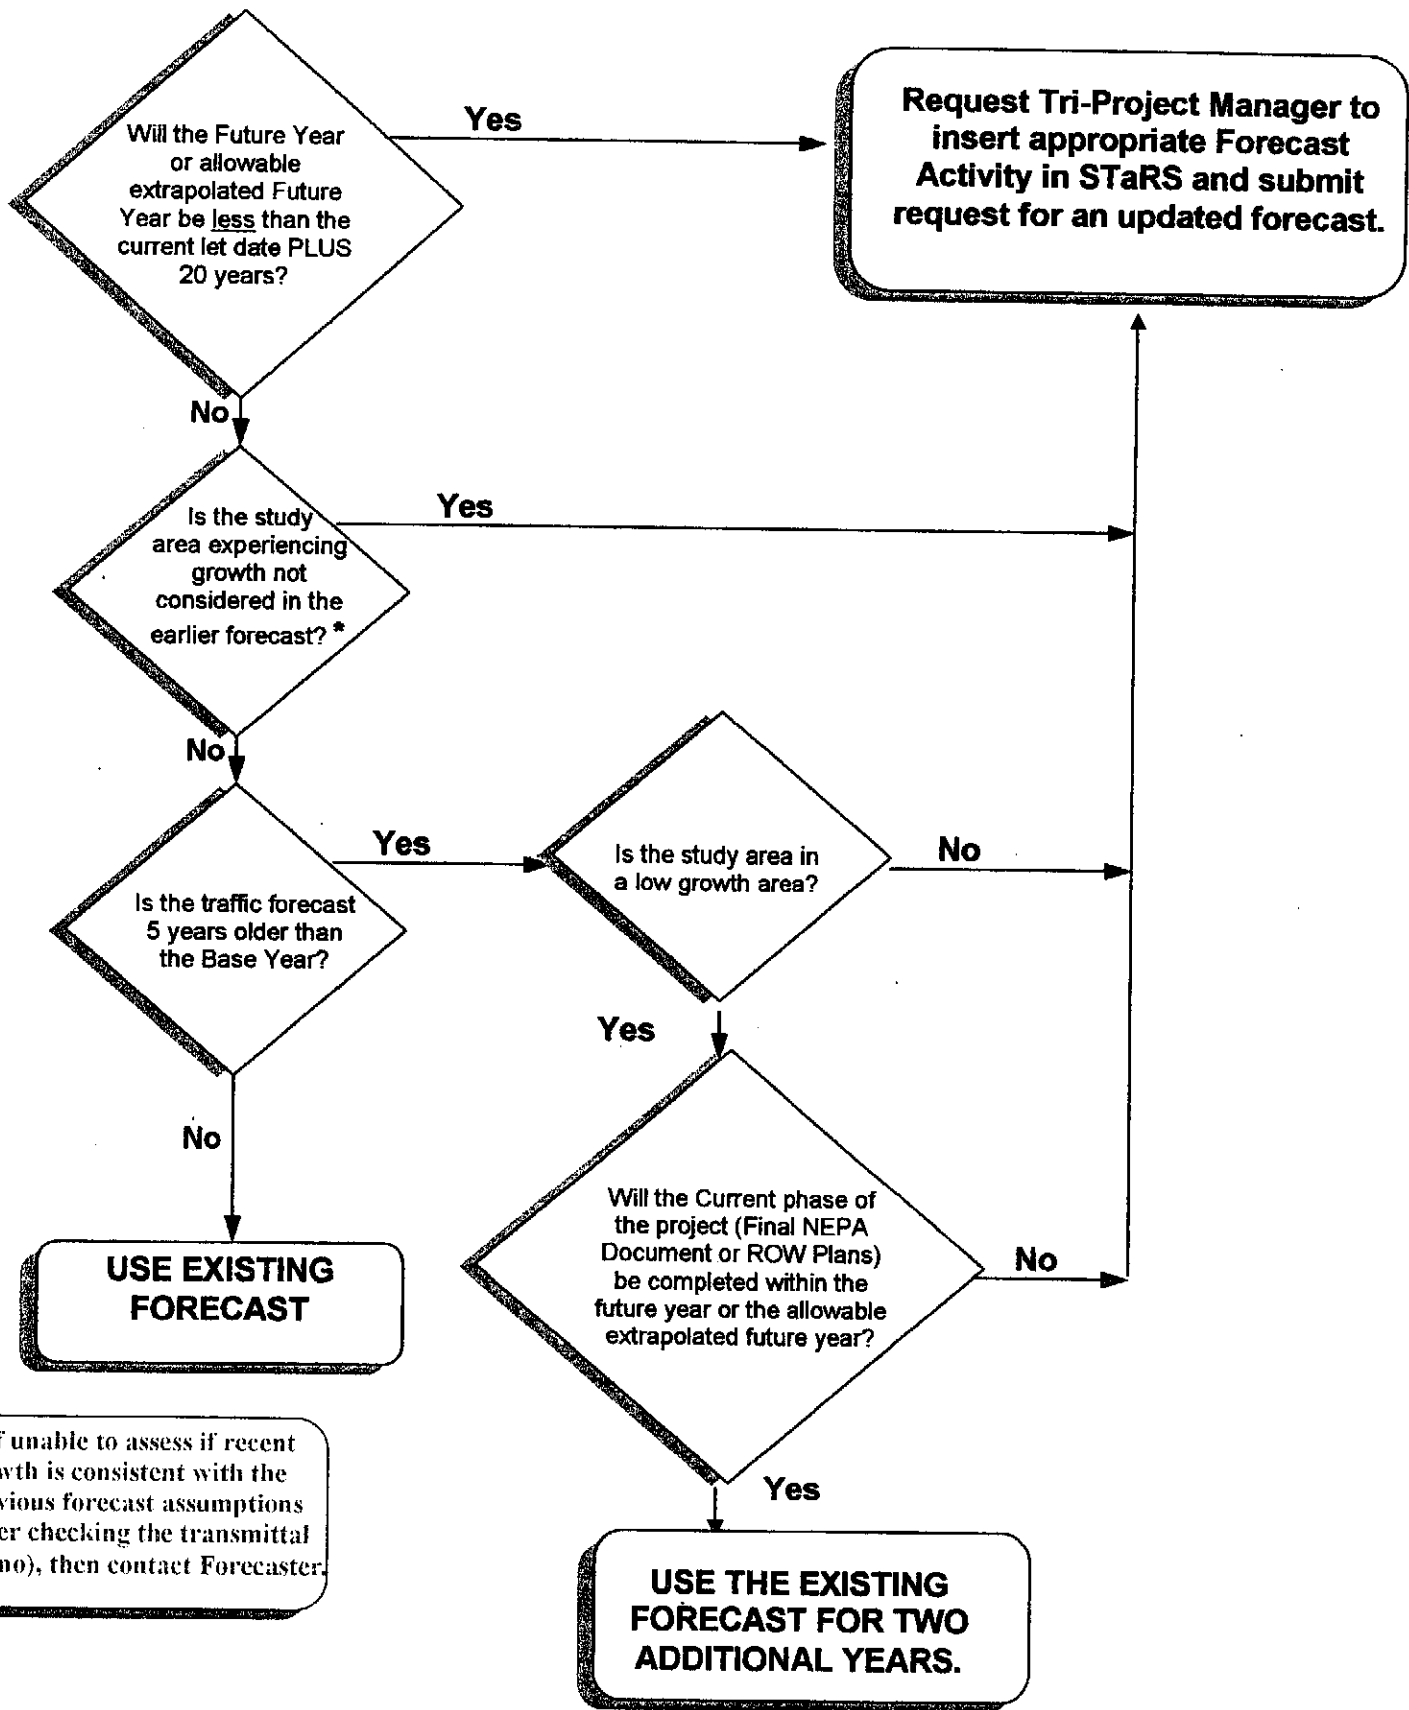 Will the Future Year
or allowable
extrapolated Future
Year be less than the
current let date PLUS
20 years?
Yes
Request Tri-Project Manager to
insert appropriate Forecast
Activity in STaRS and submit
request for an updated forecast.
No
Is the study
area experiencing
growth not
considered in the
earlier forecast? *
Yes
No
Is the traffic forecast
5 years older than
the Base Year?
Yes
Is the study area in
a low growth area?
No
Yes
No
Will the Current phase of
the project (Final NEPA
Document or ROW Plans)
be completed within the
future year or the allowable
extrapolated future year?
No
USE EXISTING
FORECAST
Yes
unable to assess if recent
is consistent with the
forecast assumptions
checking the transmittal
then contact Forecaster.
USE THE EXISTING
FORECAST FOR TWO
ADDITIONAL YEARS.